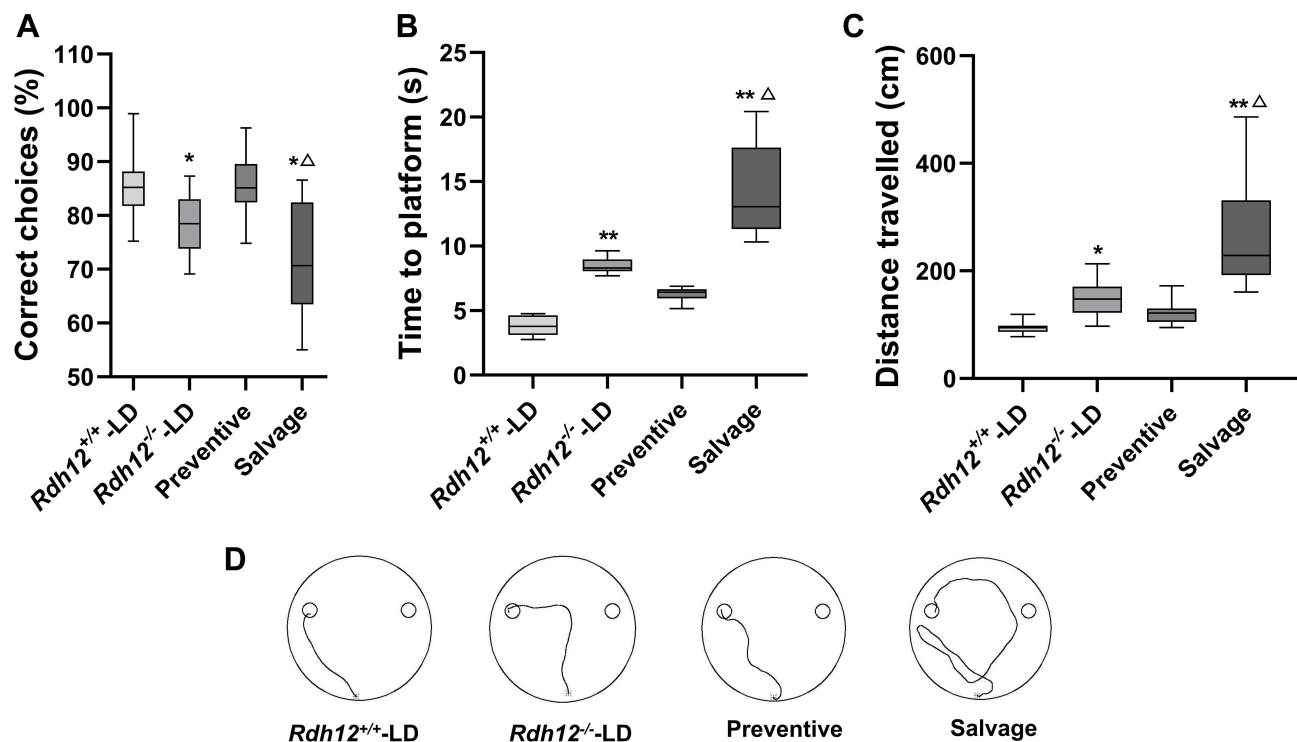 A
Correct choices (%)
110
100
90
80
70
60
50
*
*△
Rdh12+/+-LD
Rdh12-/--LD
Preventive
Salvage
B
Time to platform (s)
25
20
15
10
5
0
**
** △
Rdh12+/+-LD
Rdh12-/--LD
Preventive
Salvage
C
Distance travelled (cm)
600
400
200
0
*
** △
Rdh12+/+-LD
Rdh12-/--LD
Preventive
Salvage
D
Rdh12+/+-LD
Rdh12-/--LD
Preventive
Salvage